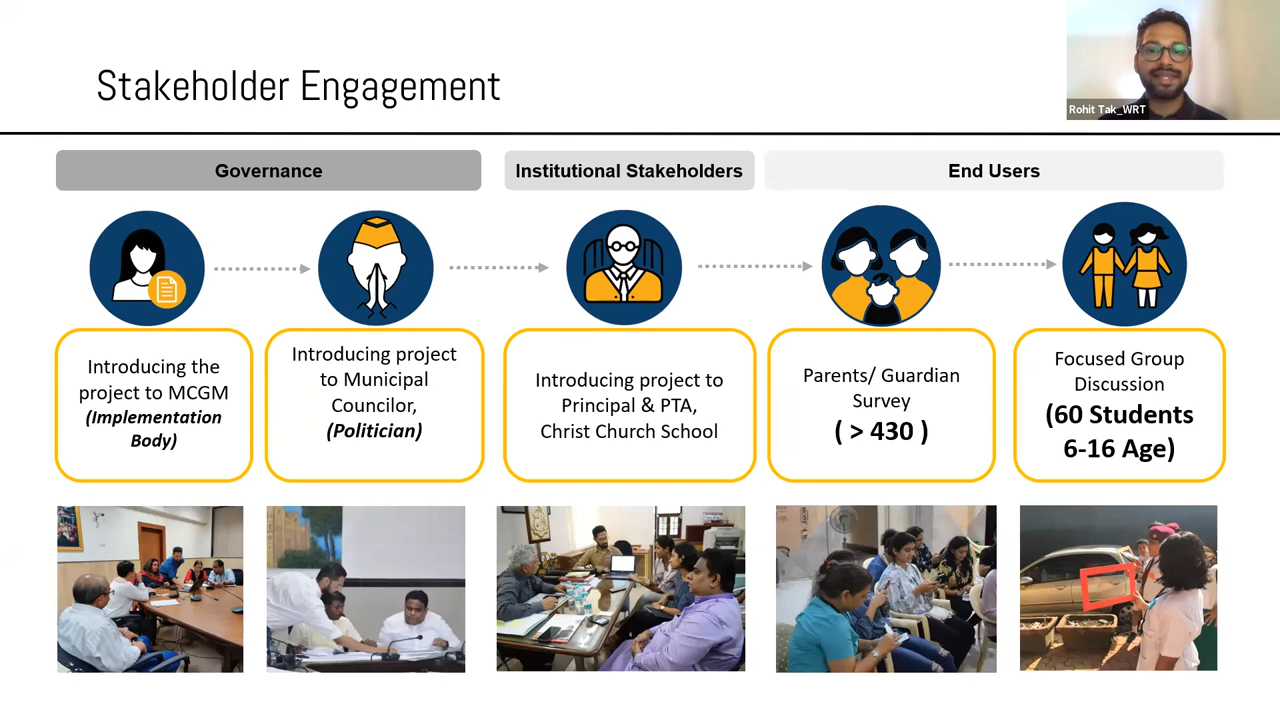 Stakeholder Engagement
Rohit Tak_WRT
Governance
Institutional Stakeholders
End Users
Introducing the
project to MCGM
(Implementation
Body)
Introducing project
to Municipal
Councilor,
(Politician)
Introducing project to
Principal & PTA,
Christ Church School
Parents/ Guardian
Survey
( > 430 )
Focused Group
Discussion
(60 Students
6-16 Age)